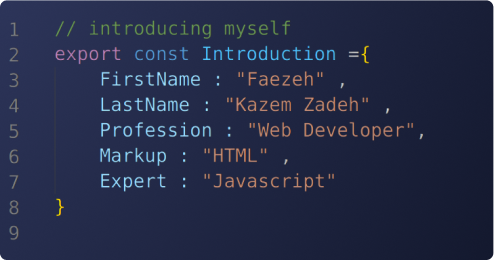 1 // introducing myself
2 export const Introduction ={
3 FirstName : "Faezeh" ,
4 LastName : "Kazem Zadeh" ,
5 Profession : "Web Developer",
6 Markup : "HTML" ,
7 Expert : "Javascript"
8 }
9